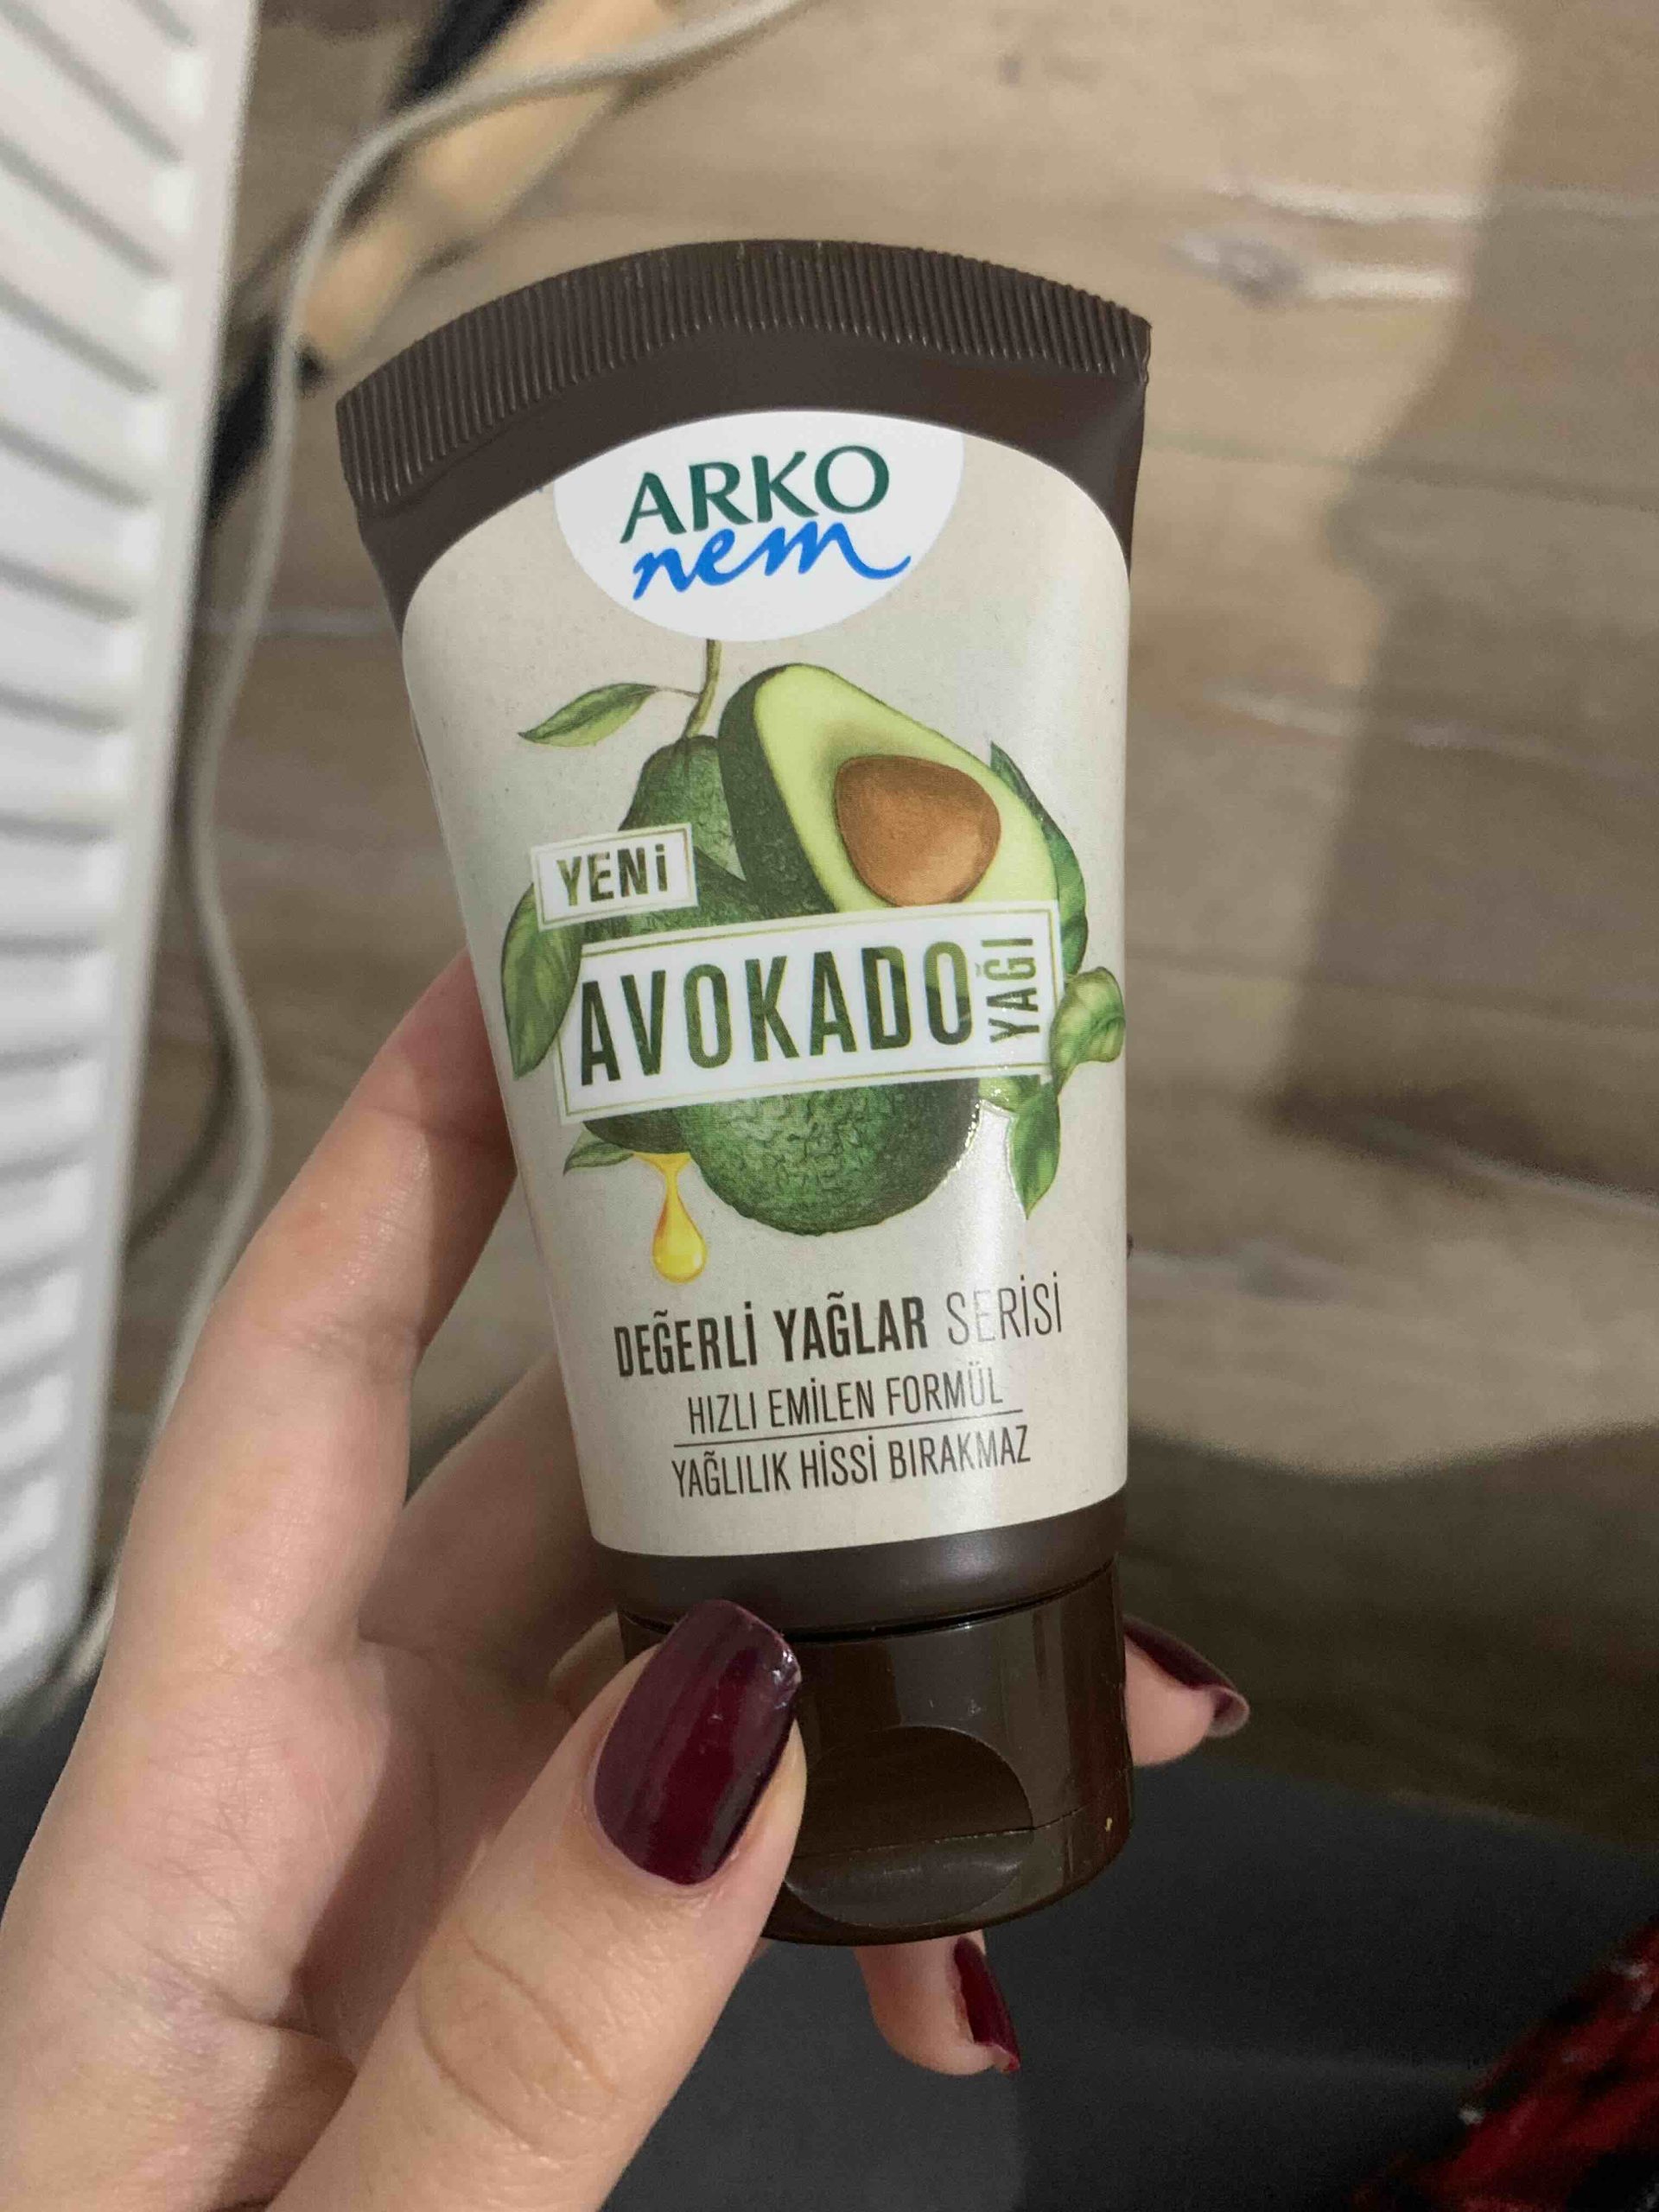 ARKO
nem
YENİ
AVOKADO YAĞI
DEĞERLİ YAĞLAR SERİSİ
HIZLI EMİLEN FORMÜL
YAĞLILIK HİSSİ BIRAKMAZ